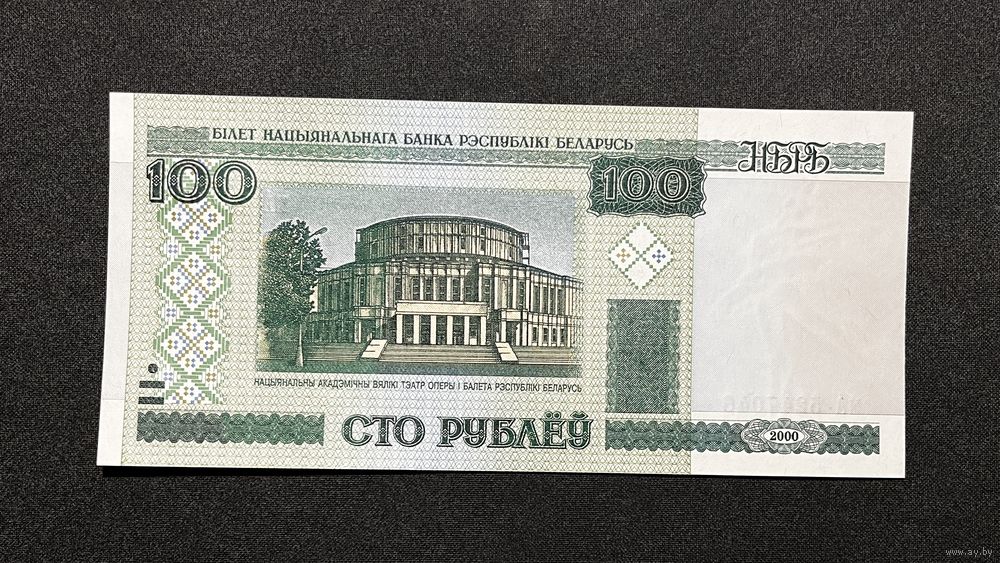 БІЛЕТ НАЦЫЯНАЛЬНАГА БАНКА РЭСПУБЛІКІ БЕЛАРУСЬ
НБРБ
100
100
НАЦЫЯНАЛЬНЫ АКАДЭМІЧНЫ ВЯЛІКІ ТЭАТР ОПЕРЫ І БАЛЕТА РЭСПУБЛІКІ БЕЛАРУСЬ
СТО РУБЛЁЎ
2000
www.ay.by